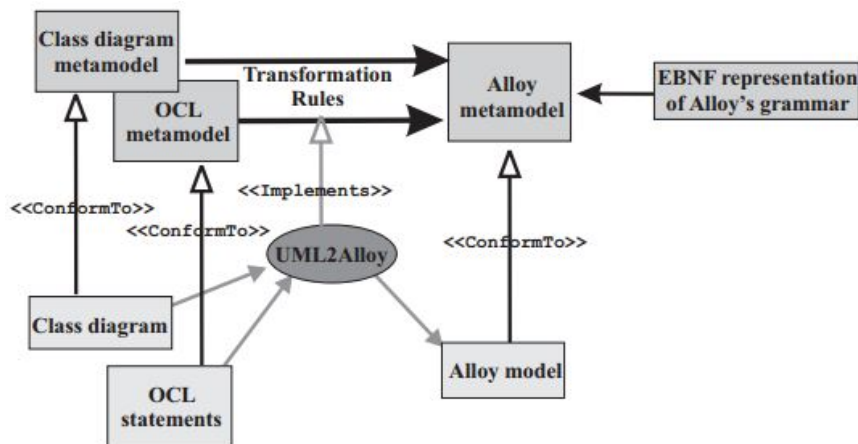 Class diagram
metamodel
Transformation
Rules
OCL
metamodel
Alloy
metamodel
EBNF representation
of Alloy's grammar
<<Implements>>
<<ConformTo>>
<<ConformTo>>
<<ConformTo>>
UML2Alloy
Class diagram
OCL
statements
Alloy model